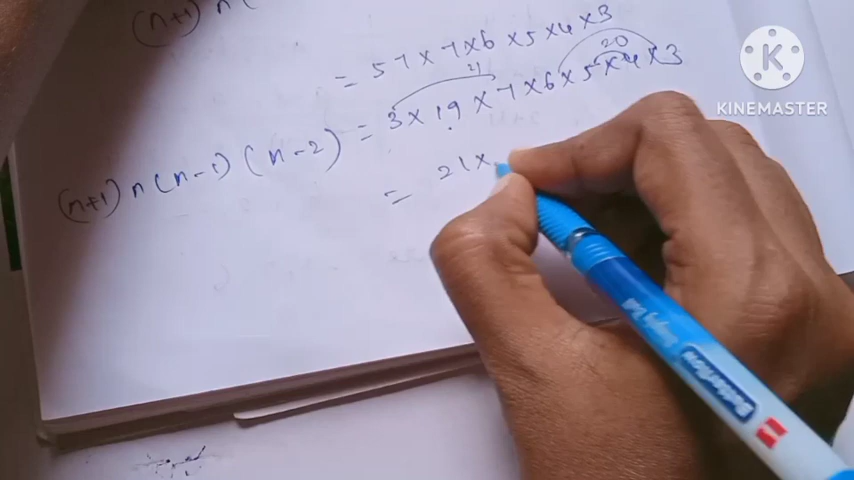 (n+1) n(
= 57×7×6×5×4×3
21 20
(n+1) n (n-1) (n-2) = 3×19×7×6×5×4×3
= 21×
KINEMASTER